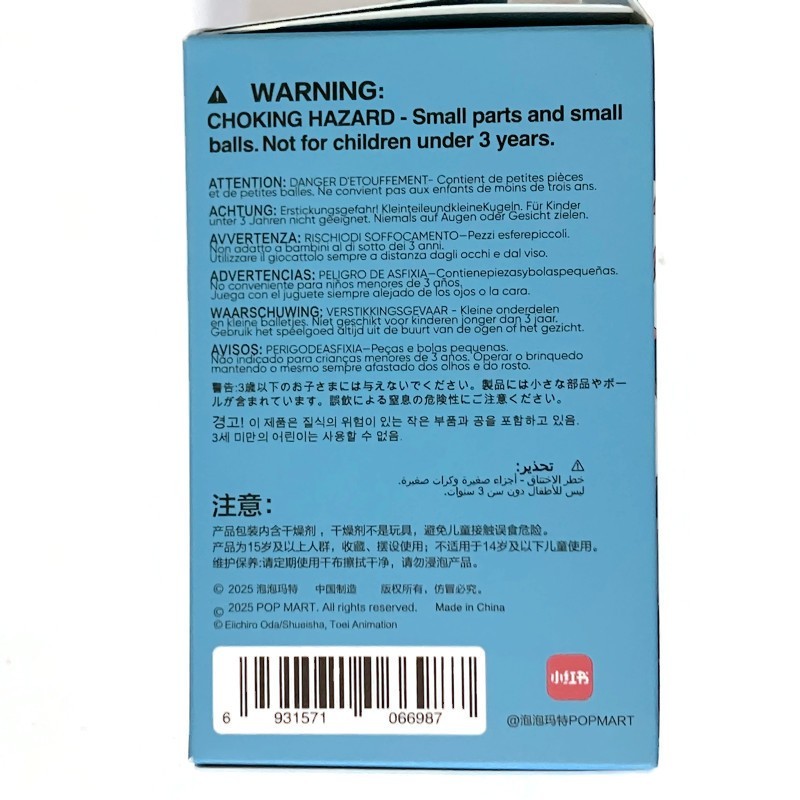 ⚠ WARNING:
CHOKING HAZARD - Small parts and small
balls. Not for children under 3 years.
ATTENTION: DANGER D'ETOUFFEMENT- Contient de petites pièces
et de petites balles. Ne convient pas aux enfants de moins de trois ans.
ACHTUNG: Erstickungsgefahr! KleinteileundkleineKugeln. Für Kinder
unter 3 Jahren nicht geeignet. Niemals auf Augen oder Gesicht zielen.
AVVERTENZA: RISCHIODI SOFFOCAMENTO—Pezzi esferepiccoli.
Non adatto a bambini al di sotto dei 3 anni.
Utilizzare il giocattolo sempre a distanza dagli occhi e dal viso.
ADVERTENCIAS: PELIGRO DE ASFIXIA—Contienepiezasybolaspequeñas.
No conveniente para niños menores de 3 años.
Juega con el juguete siempre alejado de los ojos o la cara.
WAARSCHUWING: VERSTIKKINGSGEVAAR - Kleine onderdelen
en kleine balletjes. Niet geschikt voor kinderen jonger dan 3 jaar.
Gebruik het speelgoed altijd uit de buurt van de ogen of het gezicht.
AVISOS: PERIGODEASFIXIA—Peças e bolas pequenas.
Não indicado para crianças menores de 3 años. Operar o brinquedo
mantendo o mesmo sempre afastado dos olhos e do rosto.
警告:3歳以下のお子さまには与えないでください。製品には小さな部品やボー
ルが含まれています。誤飲による窒息の危険性にご注意ください。
경고! 이 제품은 질식의 위험이 있는 작은 부품과 공을 포함하고 있음.
3세 미만의 어린이는 사용할 수 없음.
⚠ تحذير:
خطر الاختناق - أجزاء صغيرة وكرات صغيرة.
ليس للأطفال دون سن 3 سنوات.
注意：
产品包装内含干燥剂，干燥剂不是玩具，避免儿童接触误食危险。
产品为15岁及以上人群，收藏、摆设使用；不适用于14岁及以下儿童使用。
维护保养:请定期使用干布擦拭干净，请勿浸泡产品。
© 2025 泡泡玛特 中国制造 版权所有，仿冒必究。
© 2025 POP MART. All rights reserved. Made in China
© Eiichiro Oda/Shueisha, Toei Animation
6 931571 066987
小红书
@泡泡玛特POPMART